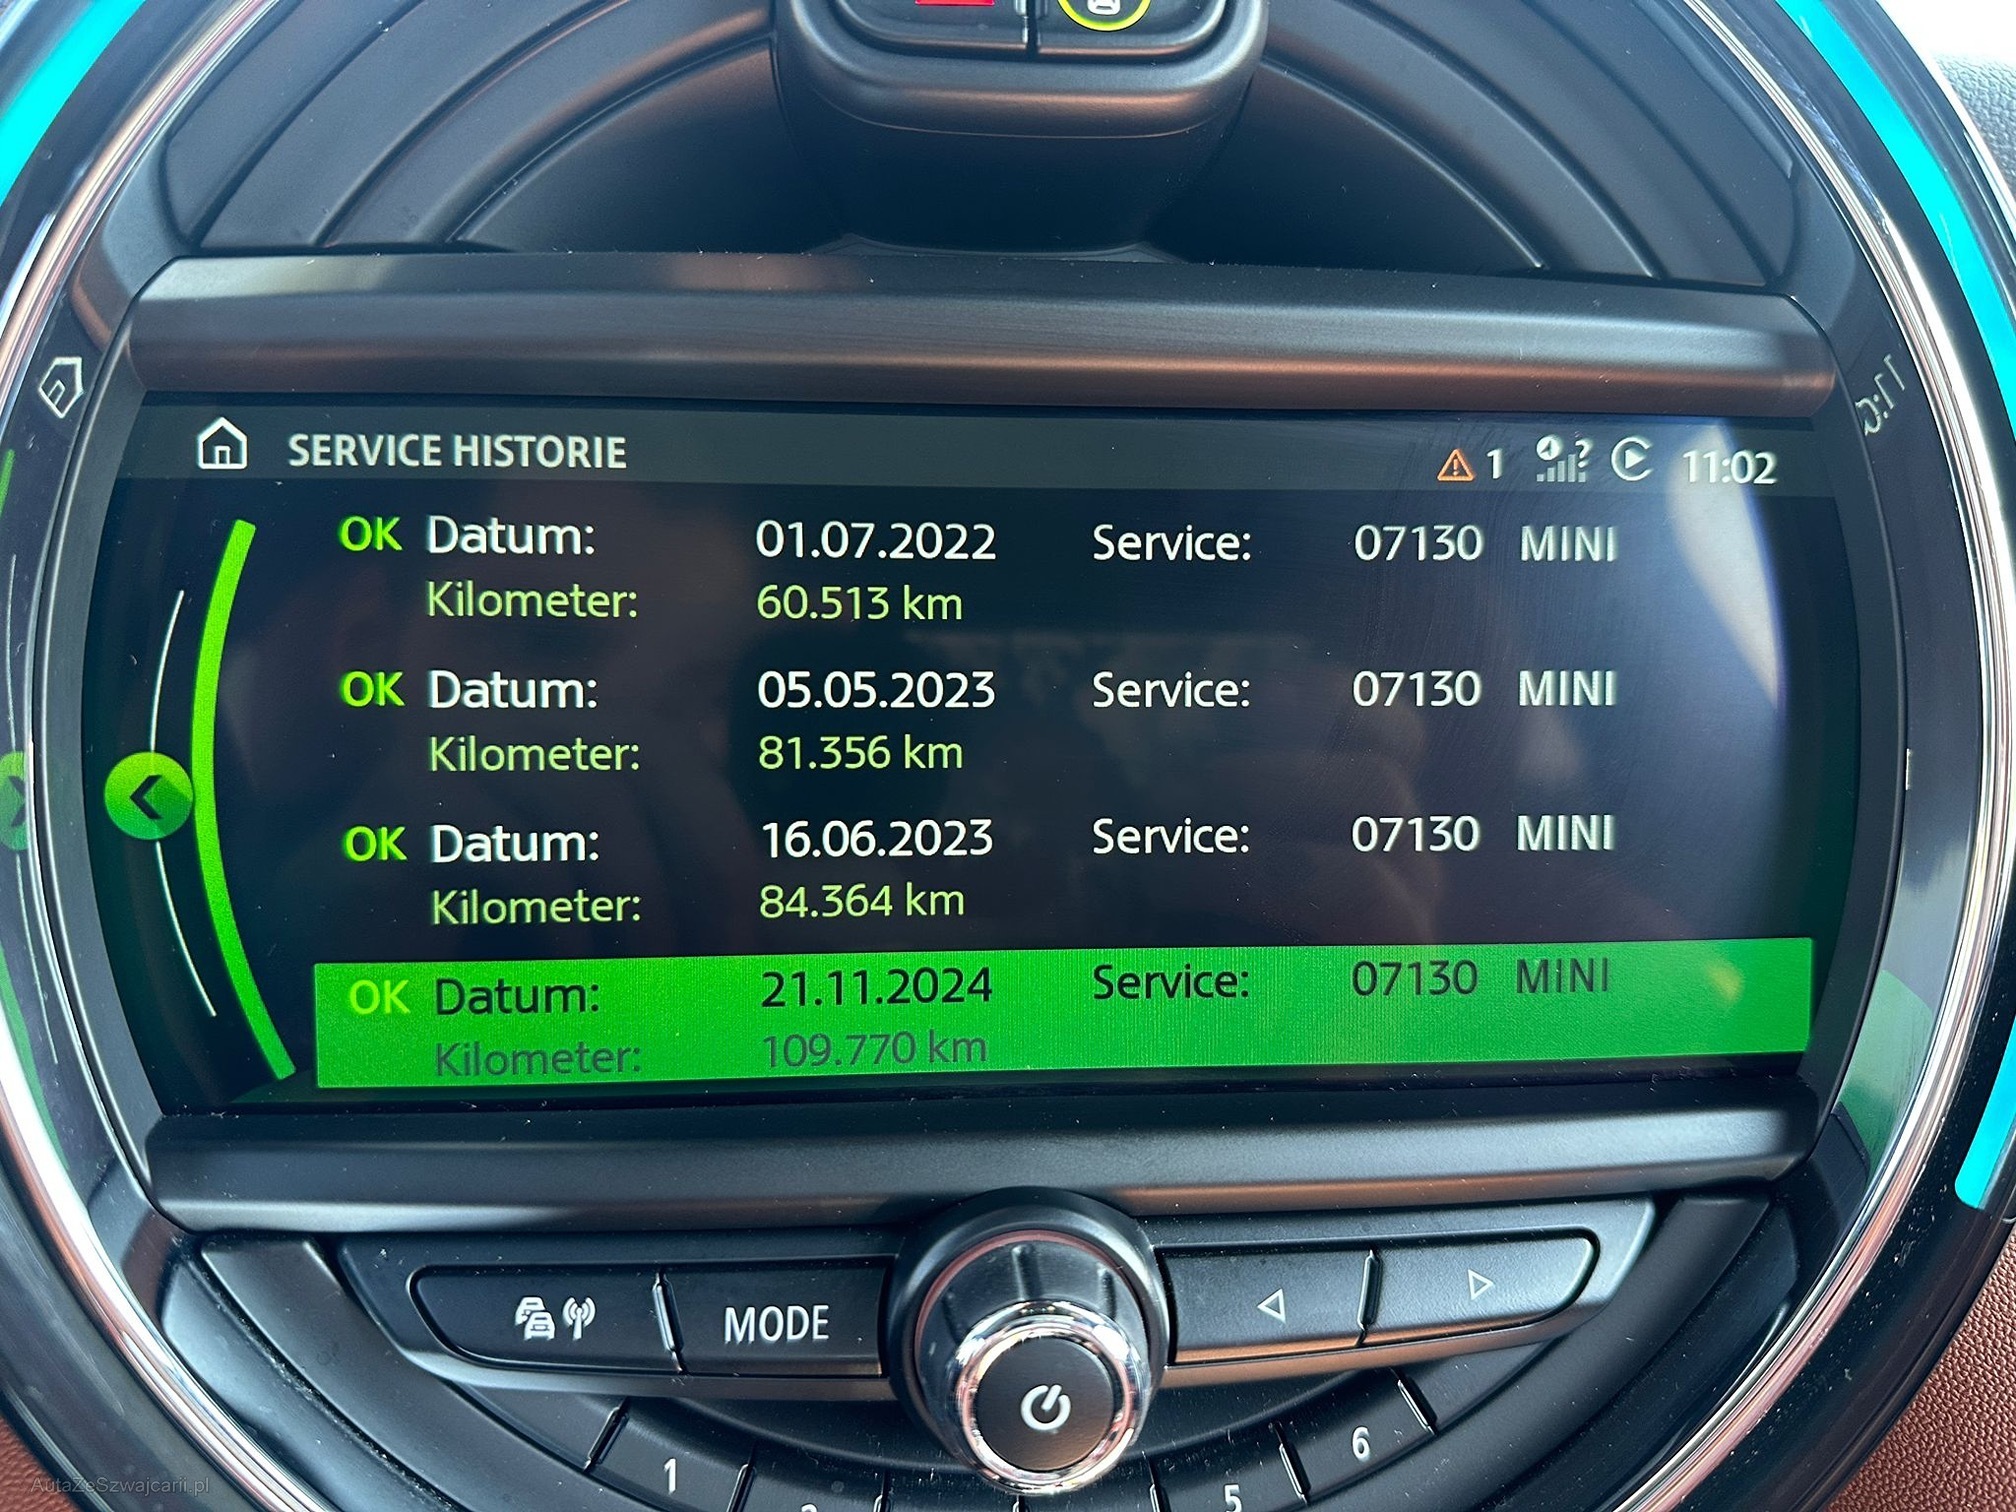 SERVICE HISTORIE 1 ? 11:02
OK Datum: 01.07.2022 Service: 07130 MINI
Kilometer: 60.513 km
OK Datum: 05.05.2023 Service: 07130 MINI
Kilometer: 81.356 km
OK Datum: 16.06.2023 Service: 07130 MINI
Kilometer: 84.364 km
OK Datum: 21.11.2024 Service: 07130 MINI
Kilometer: 109.770 km
MODE
1 5 6
AutaZeSzwajcarii.pl